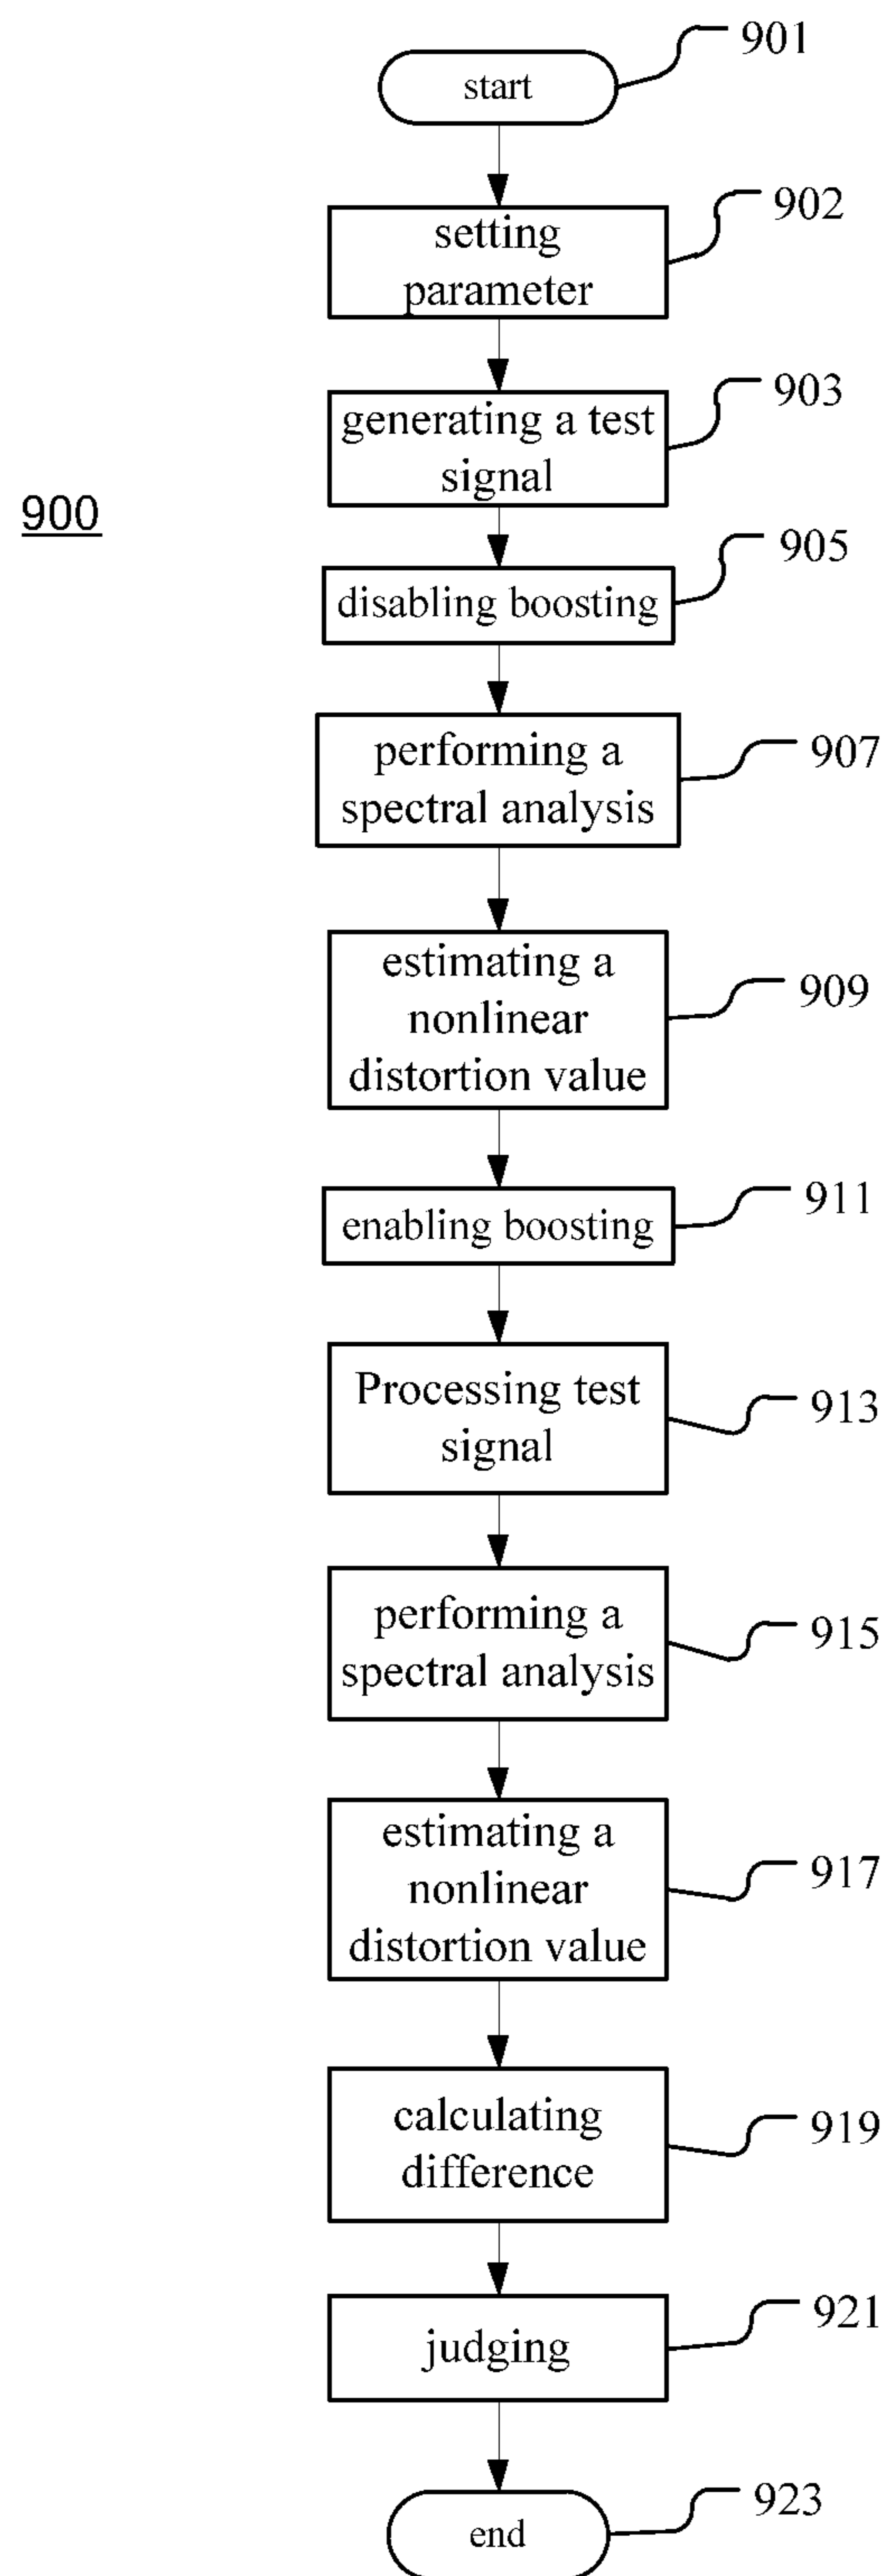 901
start
902
setting
parameter
903
generating a test
signal
900
905
disabling boosting
907
performing a
spectral analysis
909
estimating a
nonlinear
distortion value
911
enabling boosting
913
Processing test
signal
915
performing a
spectral analysis
917
estimating a
nonlinear
distortion value
919
calculating
difference
921
judging
923
end